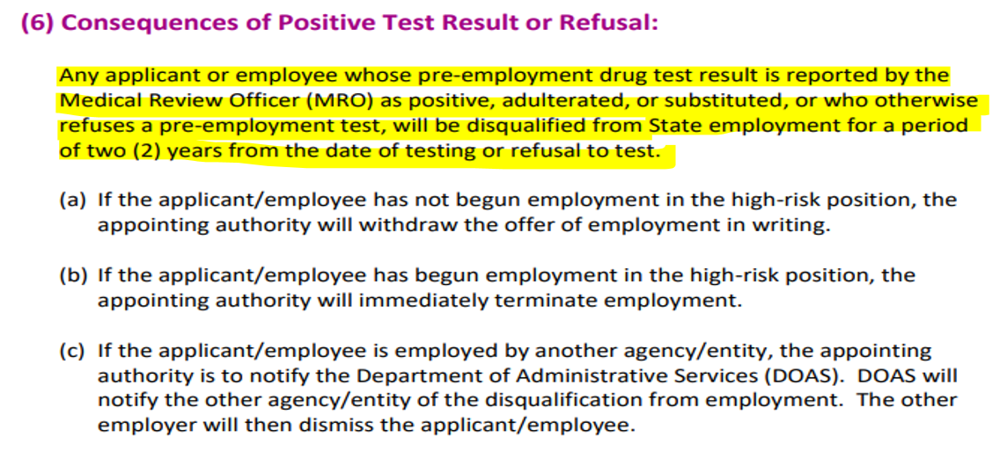 (6) Consequences of Positive Test Result or Refusal:
Any applicant or employee whose pre-employment drug test result is reported by the
Medical Review Officer (MRO) as positive, adulterated, or substituted, or who otherwise
refuses a pre-employment test, will be disqualified from State employment for a period
of two (2) years from the date of testing or refusal to test.
(a) If the applicant/employee has not begun employment in the high-risk position, the
appointing authority will withdraw the offer of employment in writing.
(b) If the applicant/employee has begun employment in the high-risk position, the
appointing authority will immediately terminate employment.
(c) If the applicant/employee is employed by another agency/entity, the appointing
authority is to notify the Department of Administrative Services (DOAS). DOAS will
notify the other agency/entity of the disqualification from employment. The other
employer will then dismiss the applicant/employee.